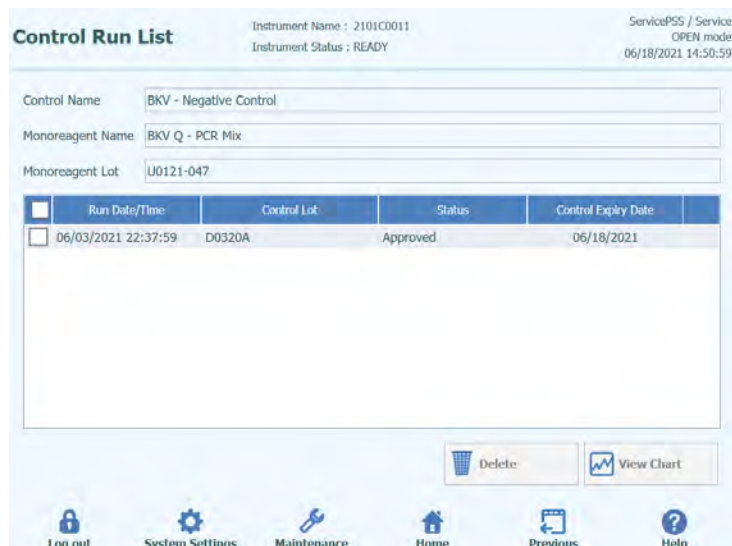 Control Run List
Instrument Name : 2101C0011
Instrument Status : READY
ServicePSS / Service
OPEN mode
06/18/2021 14:50:59
Control Name BKV - Negative Control
Monoreagent Name BKV Q - PCR Mix
Monoreagent Lot U0121-047
Run Date/Time Control Lot Status Control Expiry Date
06/03/2021 22:37:59 D0320A Approved 06/18/2021
Delete View Chart
Log out System Settings Maintenance Home Previous Help